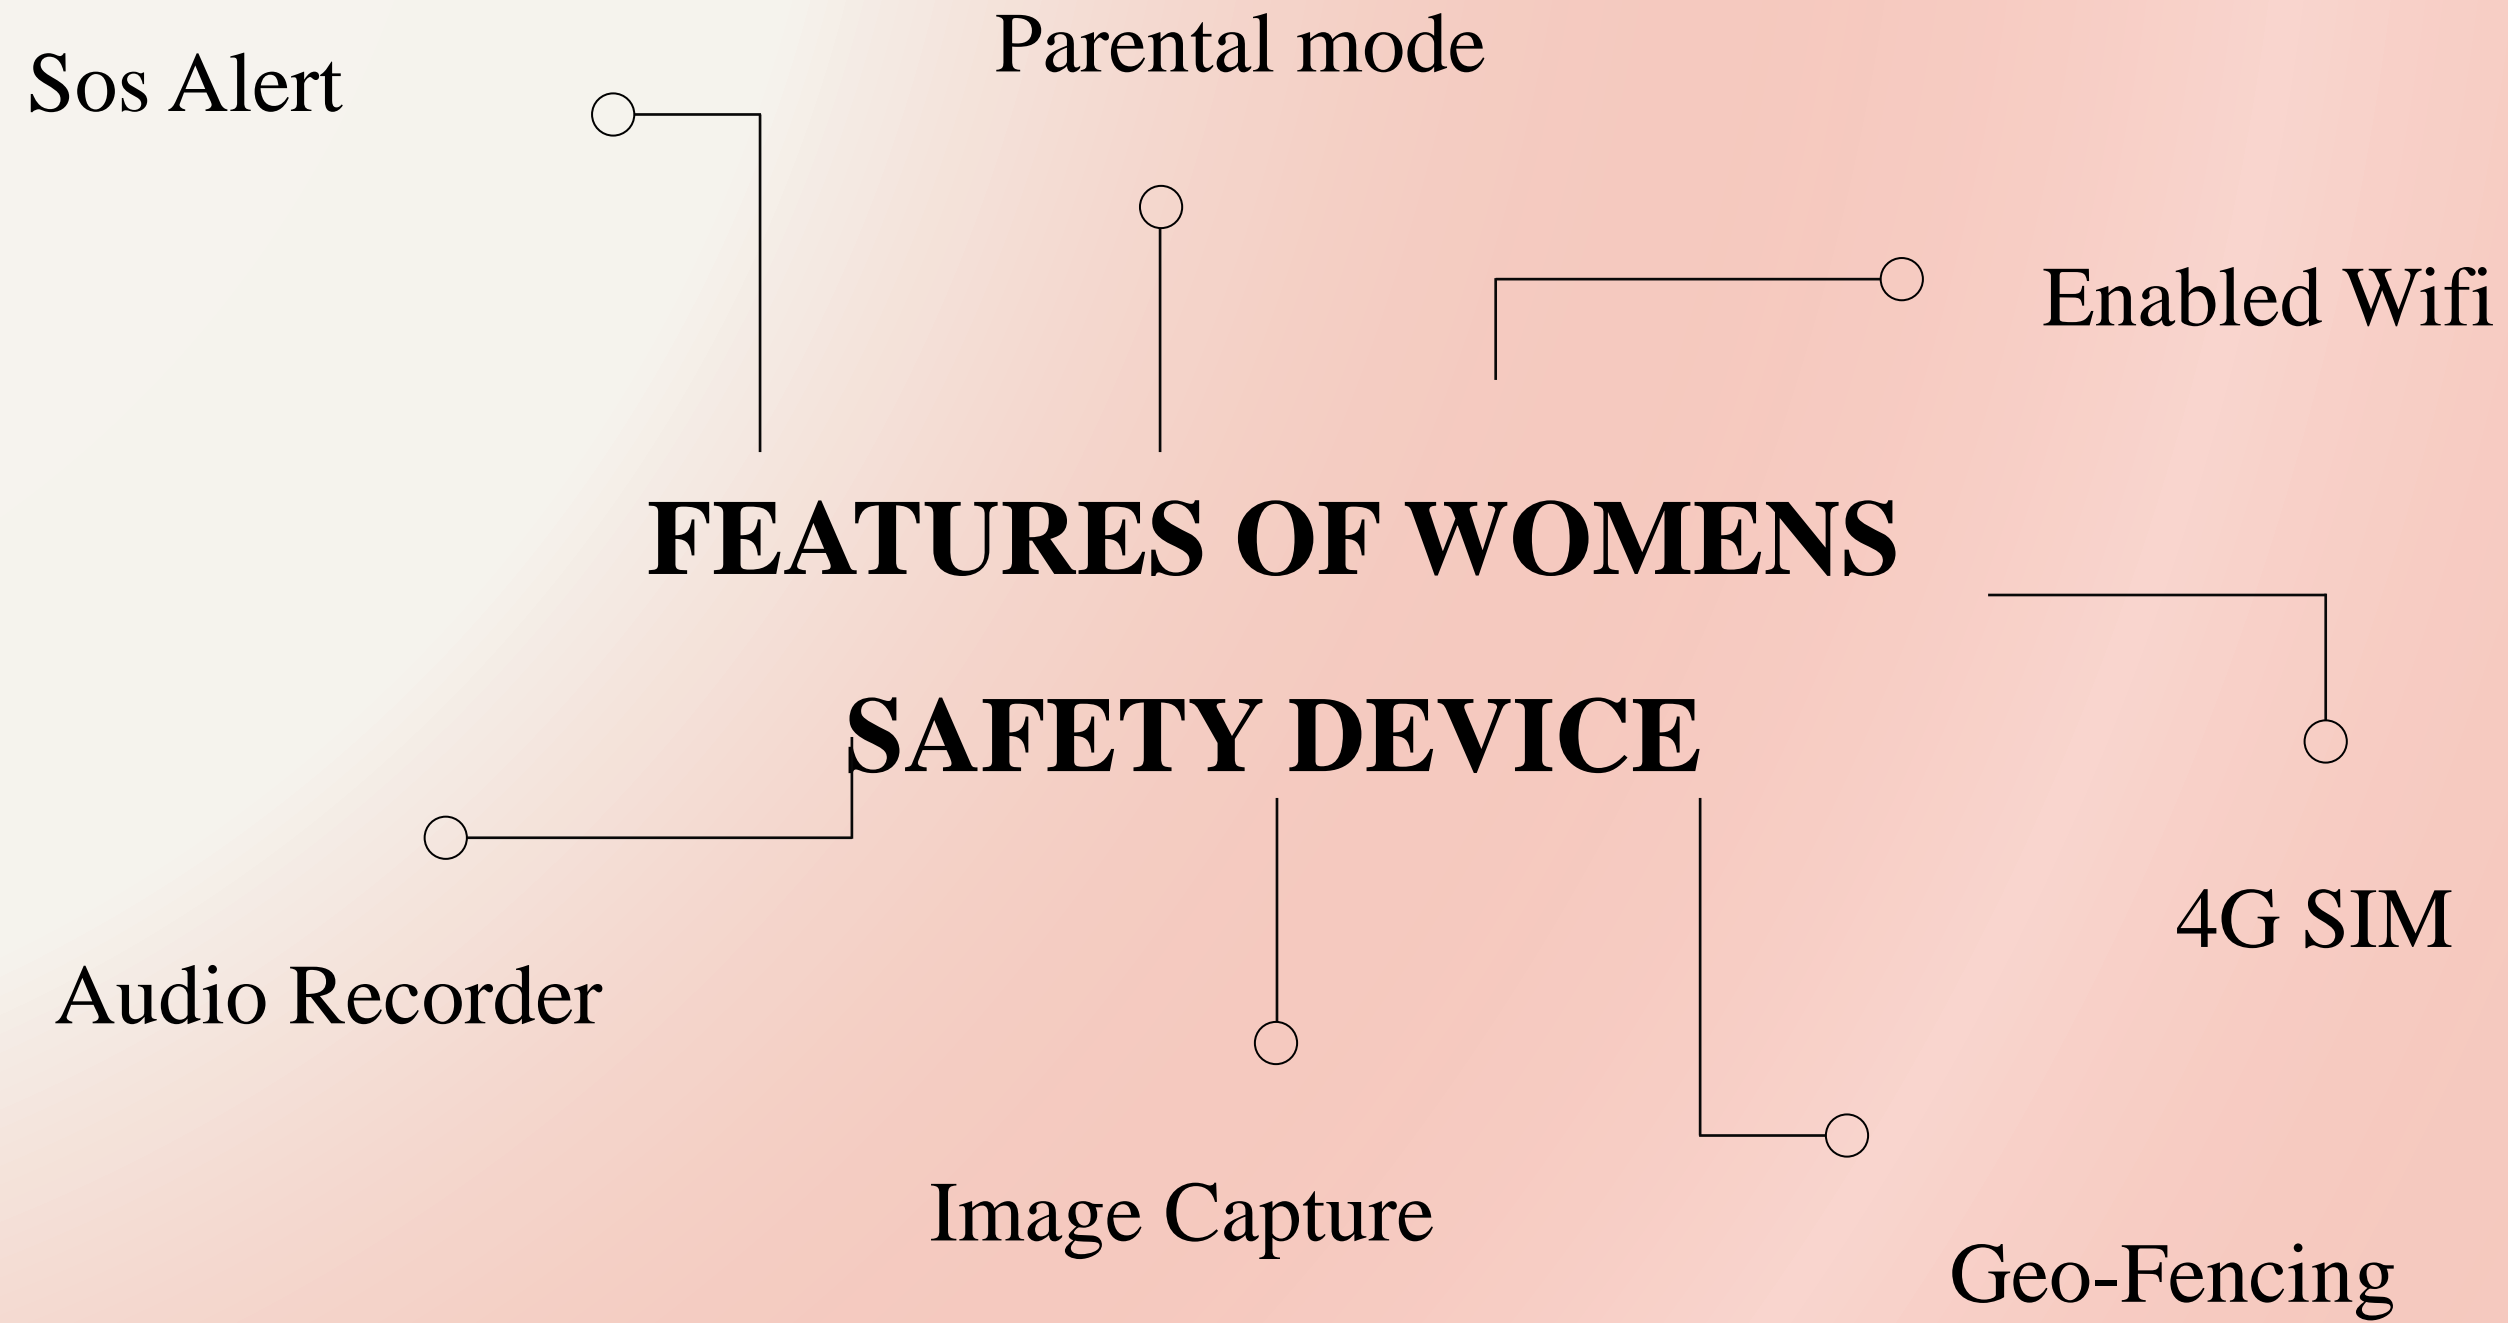 Parental mode
Sos Alert
Enabled Wifi
FEATURES OF WOMENS
SAFETY DEVICE
4G SIM
Audio Recorder
Image Capture
Geo-Fencing